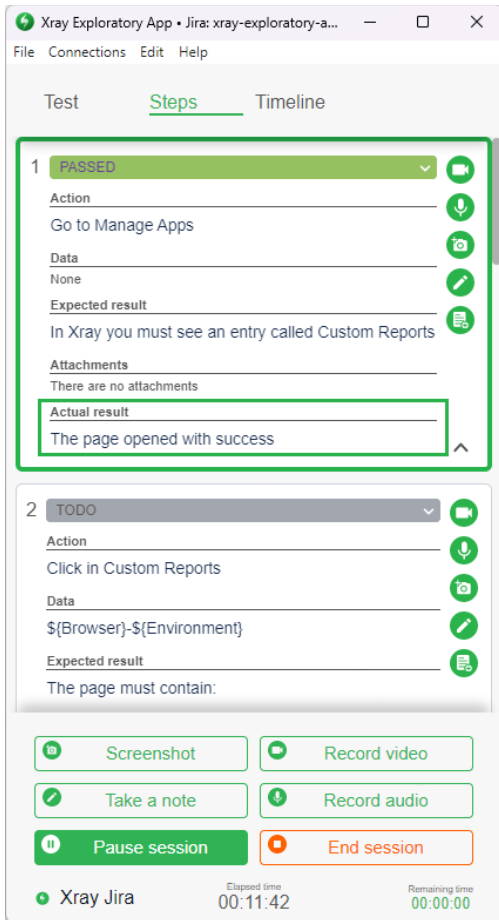 Xray Exploratory App • Jira: xray-exploratory-a...
File Connections Edit Help
Test Steps Timeline
1 PASSED
Action
Go to Manage Apps
Data
None
Expected result
In Xray you must see an entry called Custom Reports
Attachments
There are no attachments
Actual result
The page opened with success
2 TODO
Action
Click in Custom Reports
Data
${Browser}-${Environment}
Expected result
The page must contain:
Screenshot Record video
Take a note Record audio
Pause session End session
Xray Jira Elapsed time 00:11:42 Remaining time 00:00:00